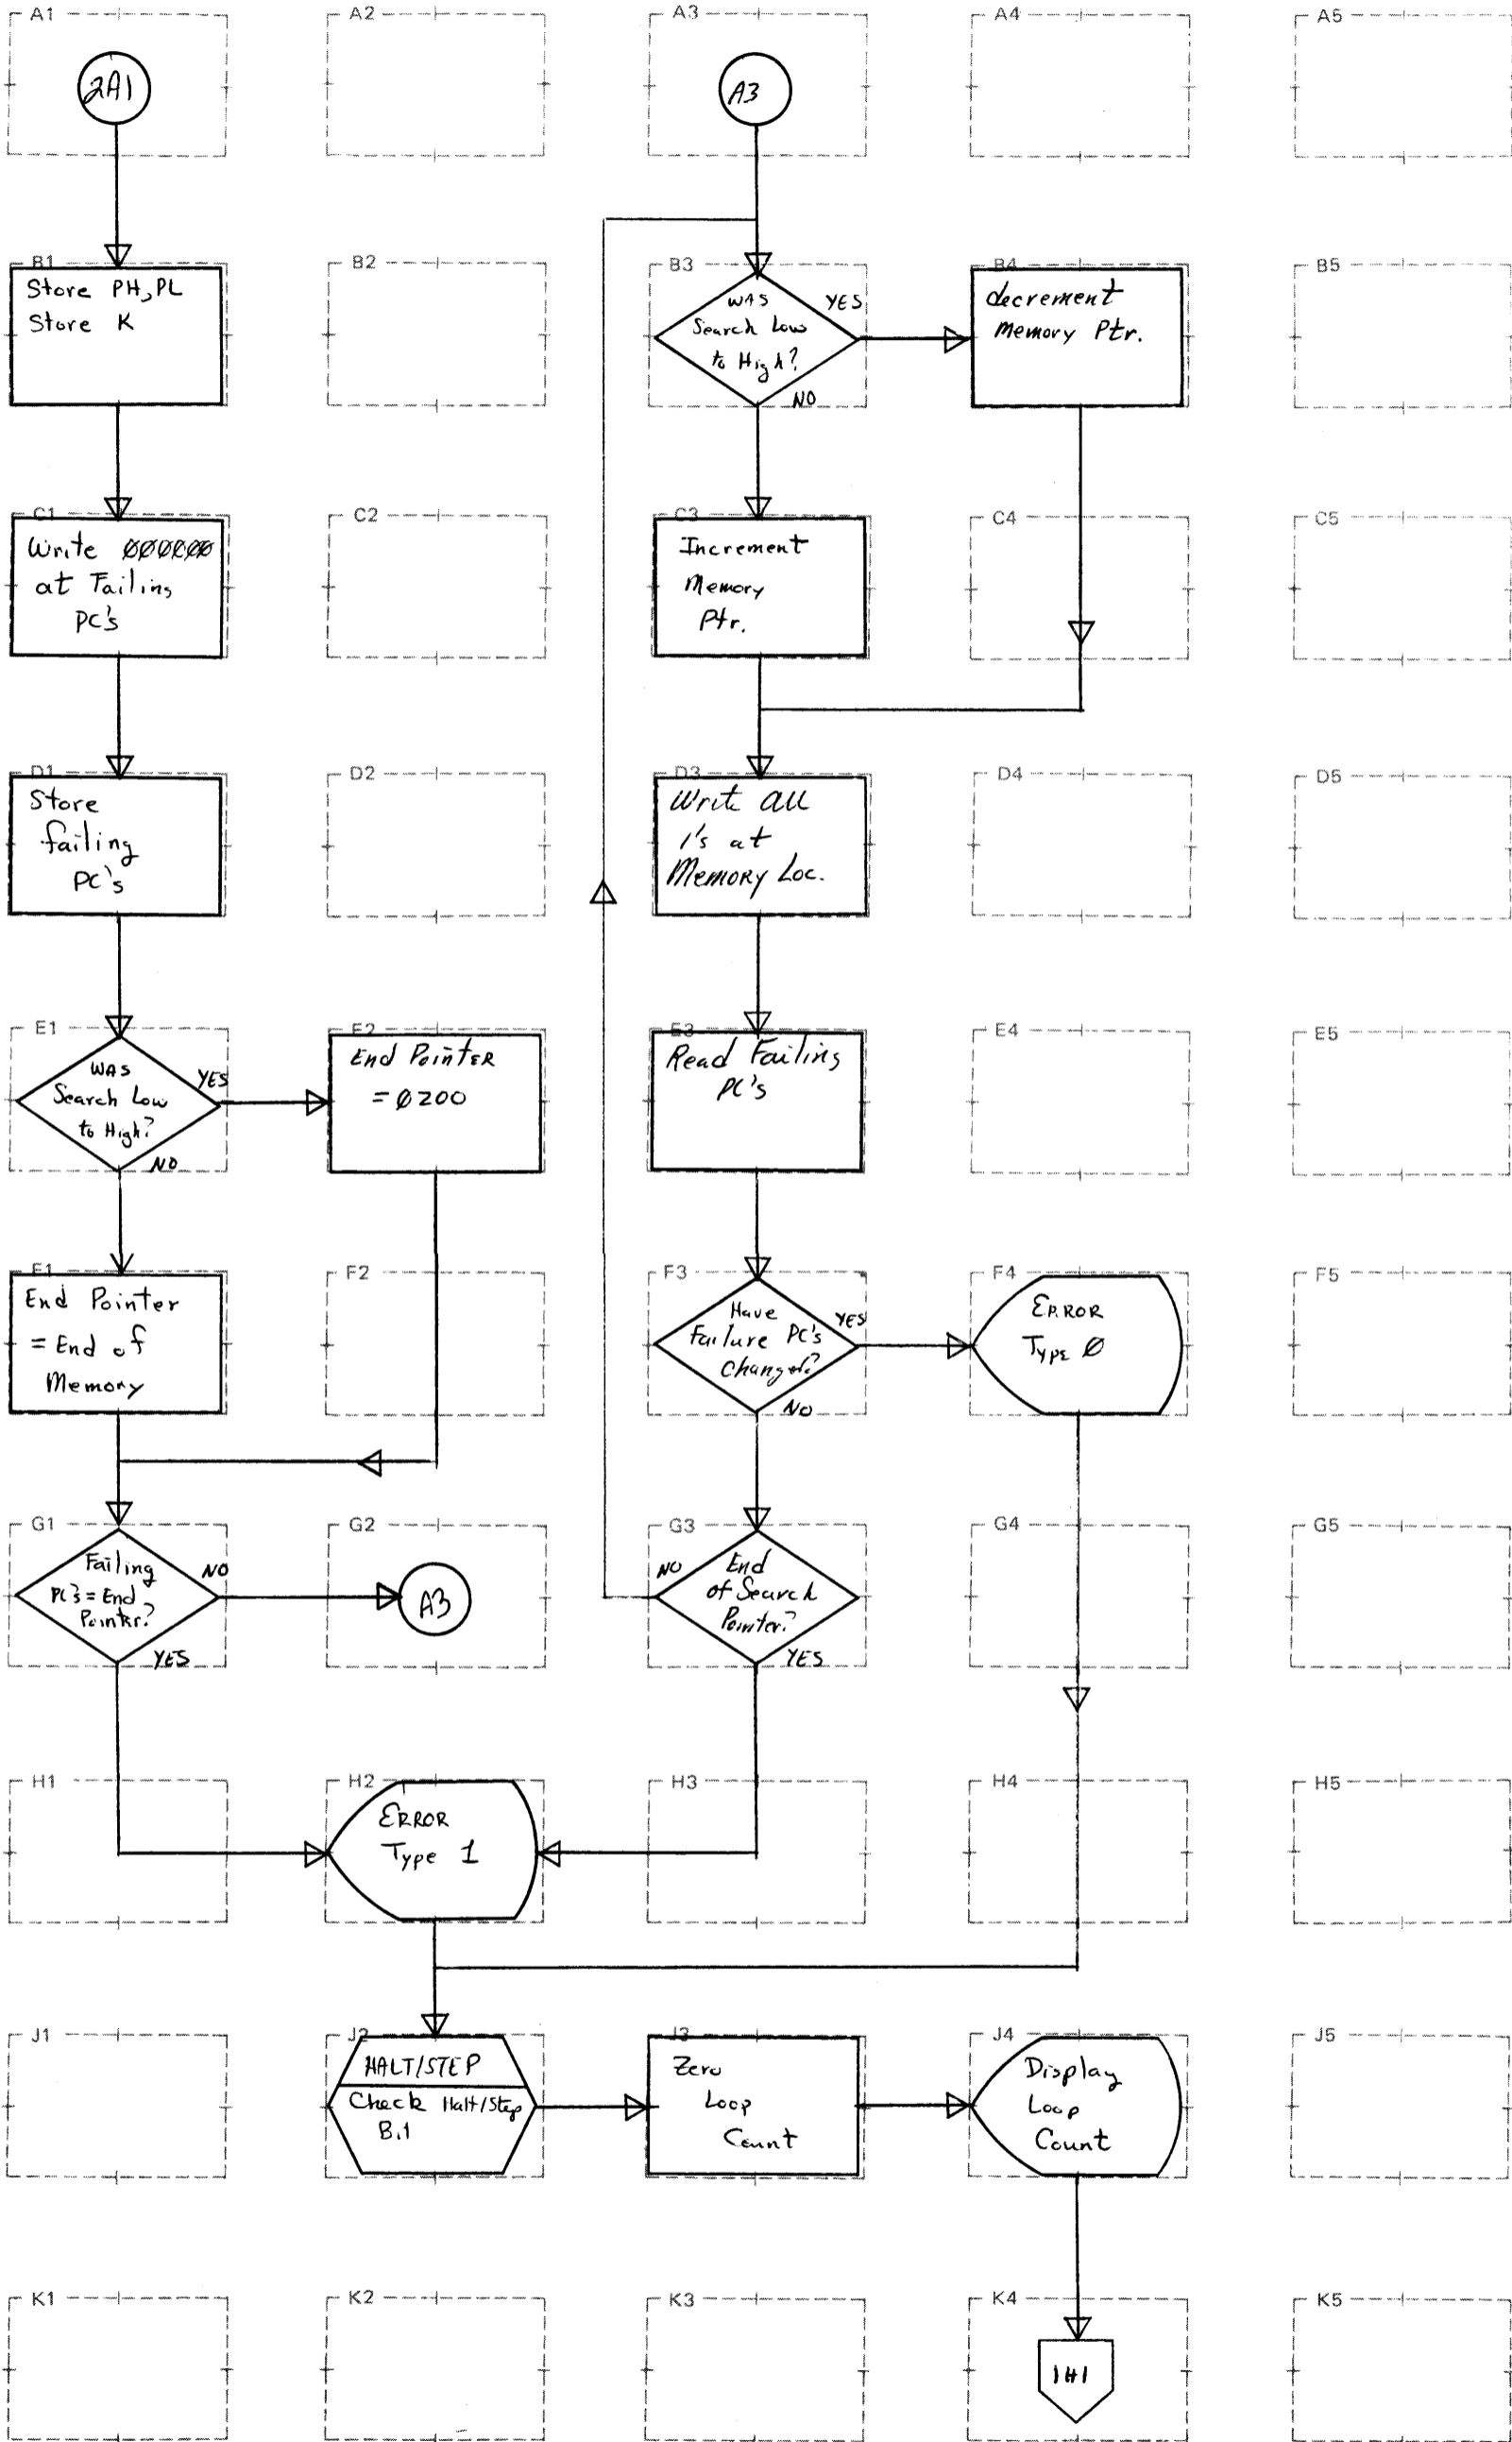 A1
A2
A3
A4
A5
2A1
A3
B1
B2
B3
B4
B5
Store PH,PL
Store K
WAS
Search Low
to High?
YES
NO
decrement
Memory Ptr.
C1
C2
C3
C4
C5
Write ØØØØØØ
at Failing
PC's
Increment
Memory
Ptr.
D1
D2
D3
D4
D5
Store
failing
PC's
Write all
1's at
Memory Loc.
E1
E2
E3
E4
E5
WAS
Search Low
to High?
YES
NO
End Pointer
= Ø200
Read Failing
PC's
F1
F2
F3
F4
F5
End Pointer
= End of
Memory
Have
Failure PC's
Changed?
YES
NO
ERROR
Type Ø
G1
G2
G3
G4
G5
Failing
PC's = End
Pointer?
NO
YES
A3
NO
End
of Search
Pointer?
YES
H1
H2
H3
H4
H5
ERROR
Type 1
J1
J2
J3
J4
J5
HALT/STEP
Check Halt/Step
B.1
Zero
Loop
Count
Display
Loop
Count
K1
K2
K3
K4
K5
1H1